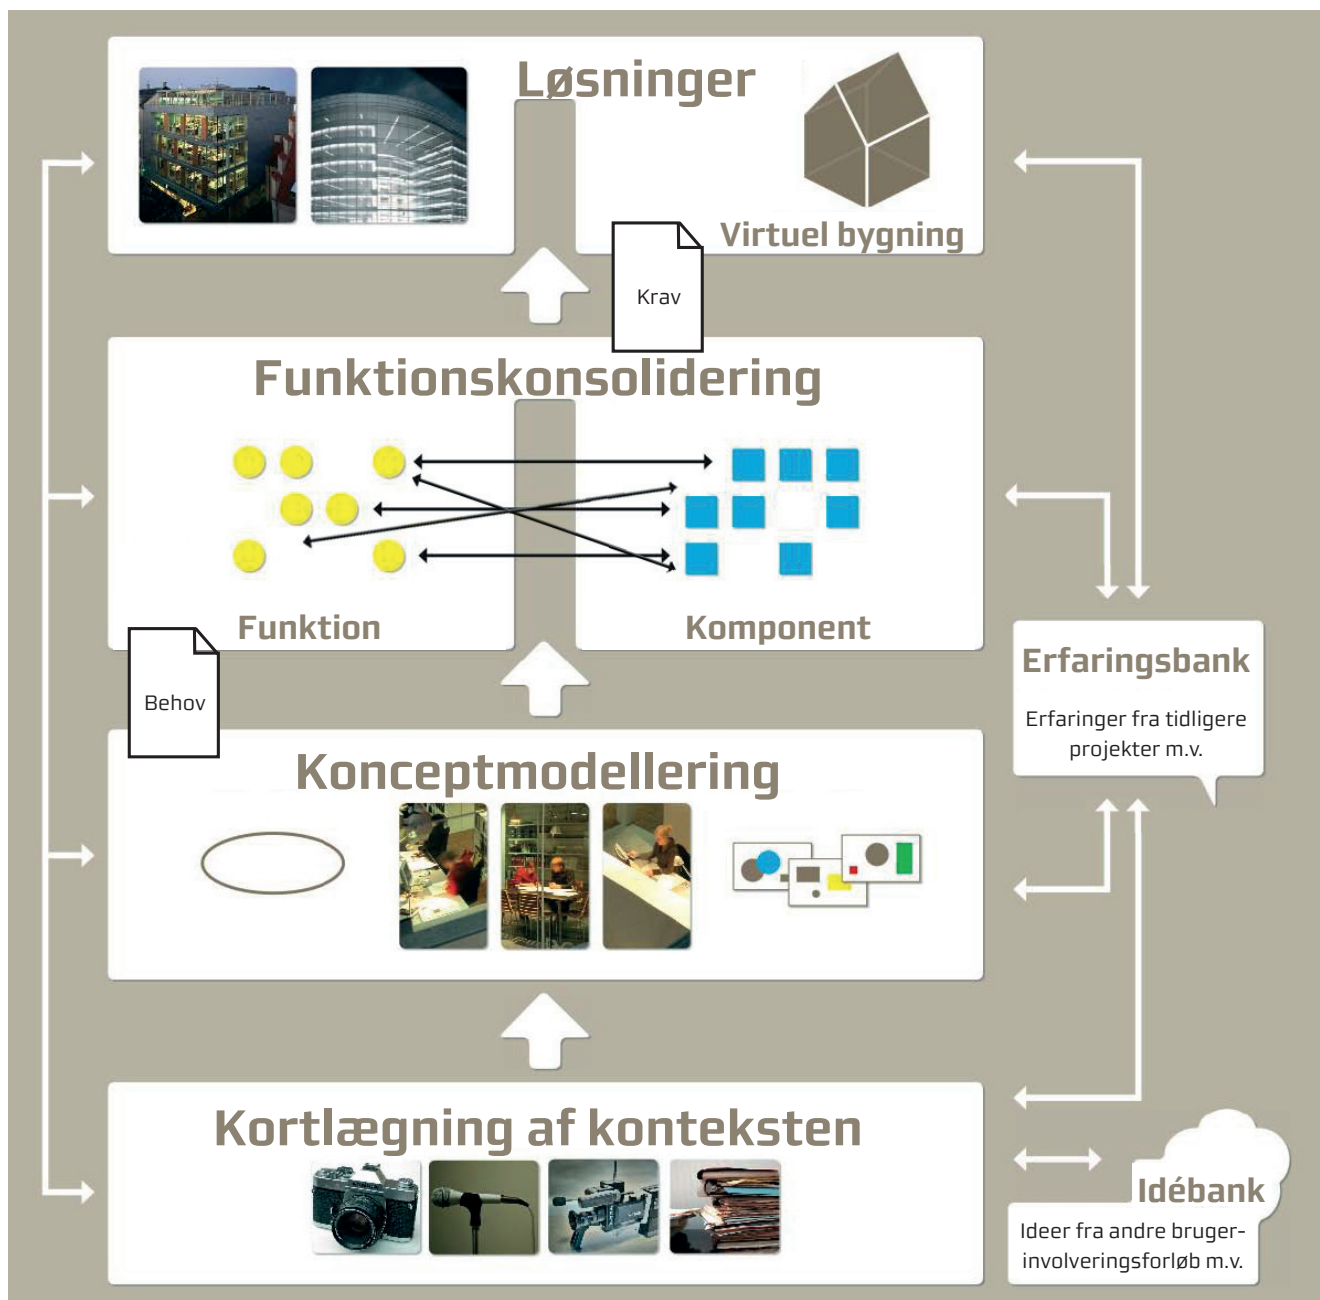 Løsninger
Virtuel bygning
Krav
Funktionskonsolidering
Funktion
Komponent
Behov
Erfaringsbank
Erfaringer fra tidligere
projekter m.v.
Konceptmodellering
Kortlægning af konteksten
Idébank
Ideer fra andre bruger-
involveringsforløb m.v.